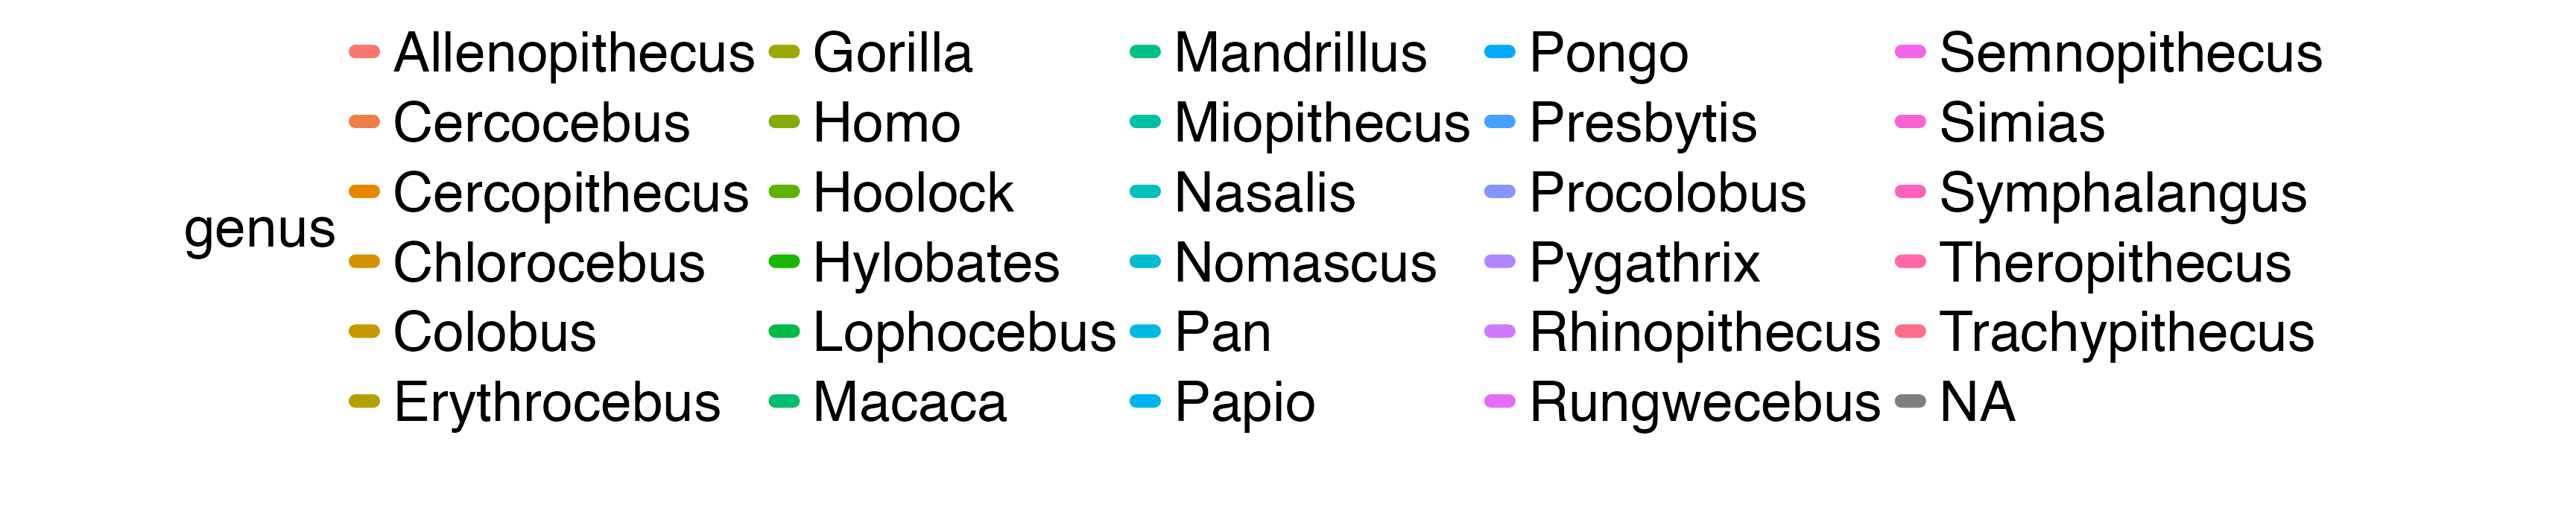 genus
Allenopithecus
Cercocebus
Cercopithecus
Chlorocebus
Colobus
Erythrocebus
Gorilla
Homo
Hoolock
Hylobates
Lophocebus
Macaca
Mandrillus
Miopithecus
Nasalis
Nomascus
Pan
Papio
Pongo
Presbytis
Procolobus
Pygathrix
Rhinopithecus
Rungwecebus
Semnopithecus
Simias
Symphalangus
Theropithecus
Trachypithecus
NA